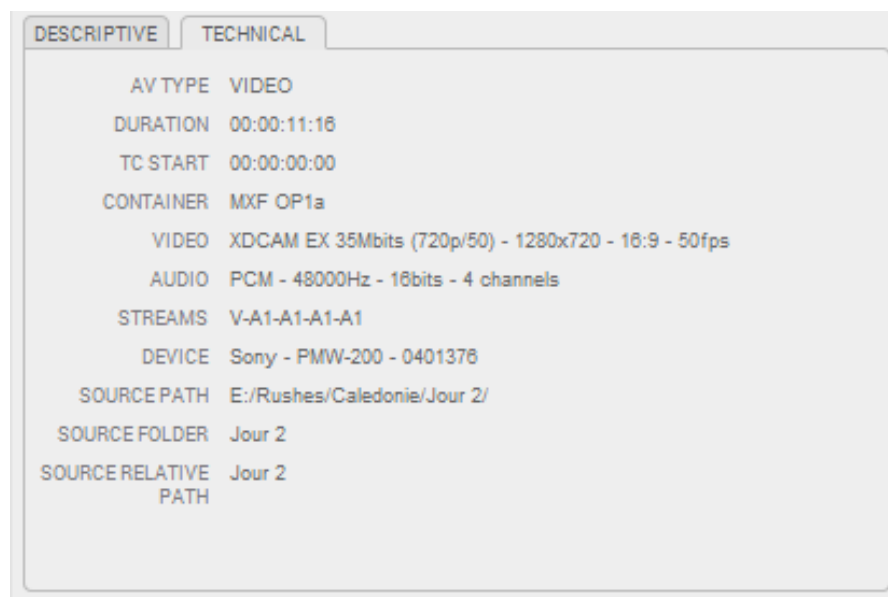 DESCRIPTIVE TECHNICAL
AV TYPE VIDEO
DURATION 00:00:11:16
TC START 00:00:00:00
CONTAINER MXF OP1a
VIDEO XDCAM EX 35Mbits (720p/50) - 1280x720 - 16:9 - 50fps
AUDIO PCM - 48000Hz - 16bits - 4 channels
STREAMS V-A1-A1-A1-A1
DEVICE Sony - PMW-200 - 0401376
SOURCE PATH E:/Rushes/Caledonie/Jour 2/
SOURCE FOLDER Jour 2
SOURCE RELATIVE Jour 2
PATH